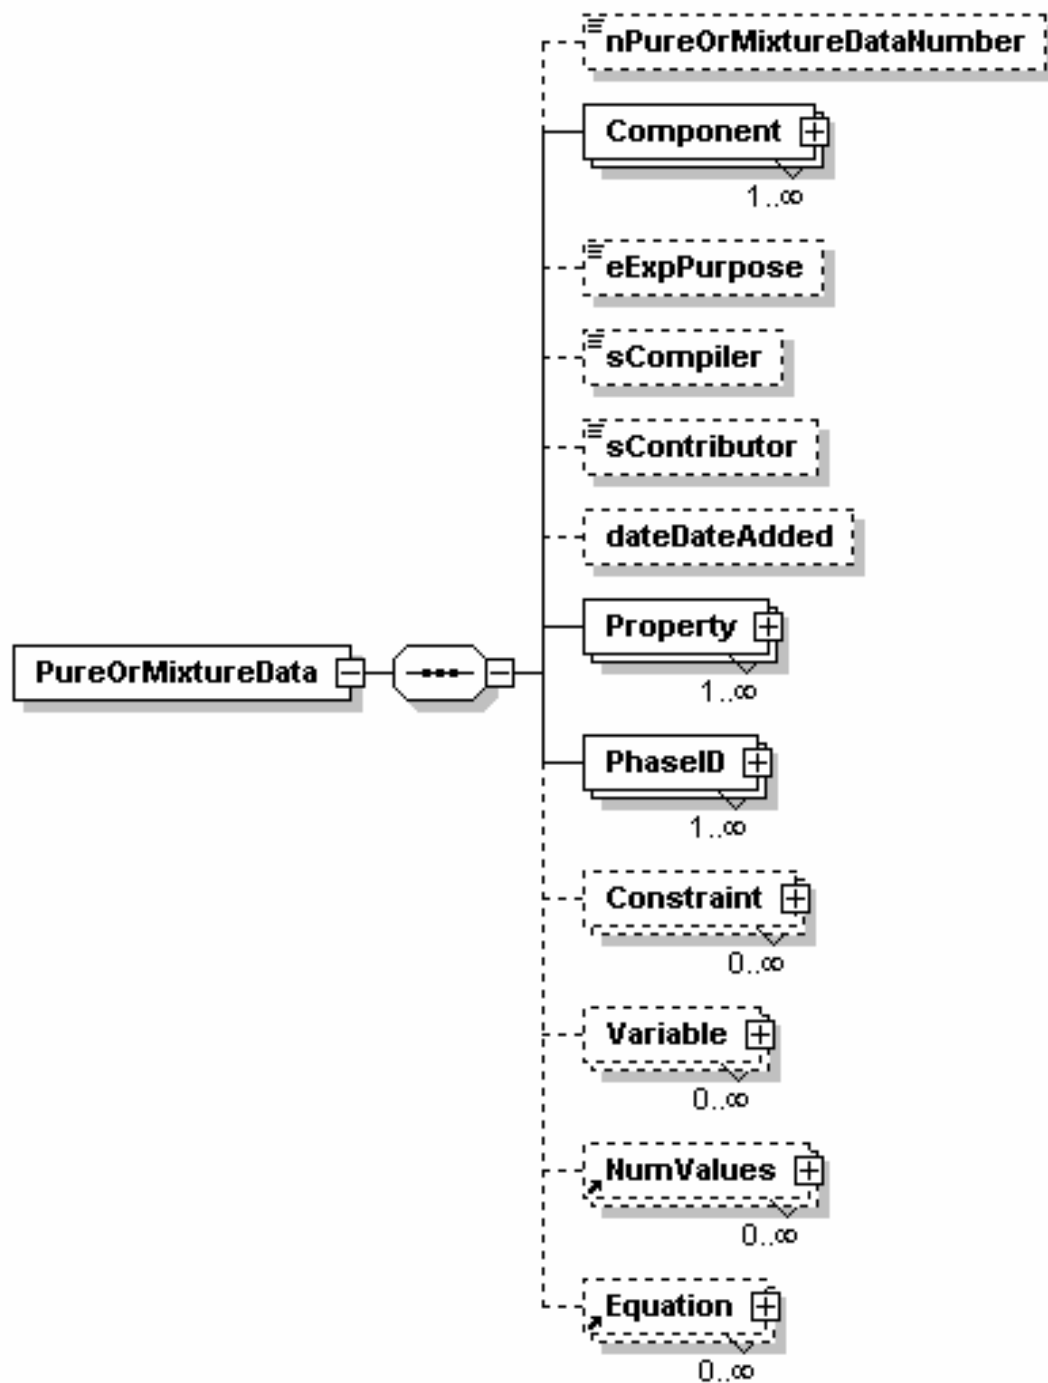 nPureOrMixtureDataNumber
Component
1..∞
eExpPurpose
sCompiler
sContributor
dateDateAdded
Property
1..∞
PureOrMixtureData
PhaseID
1..∞
Constraint
0..∞
Variable
0..∞
NumValues
0..∞
Equation
0..∞